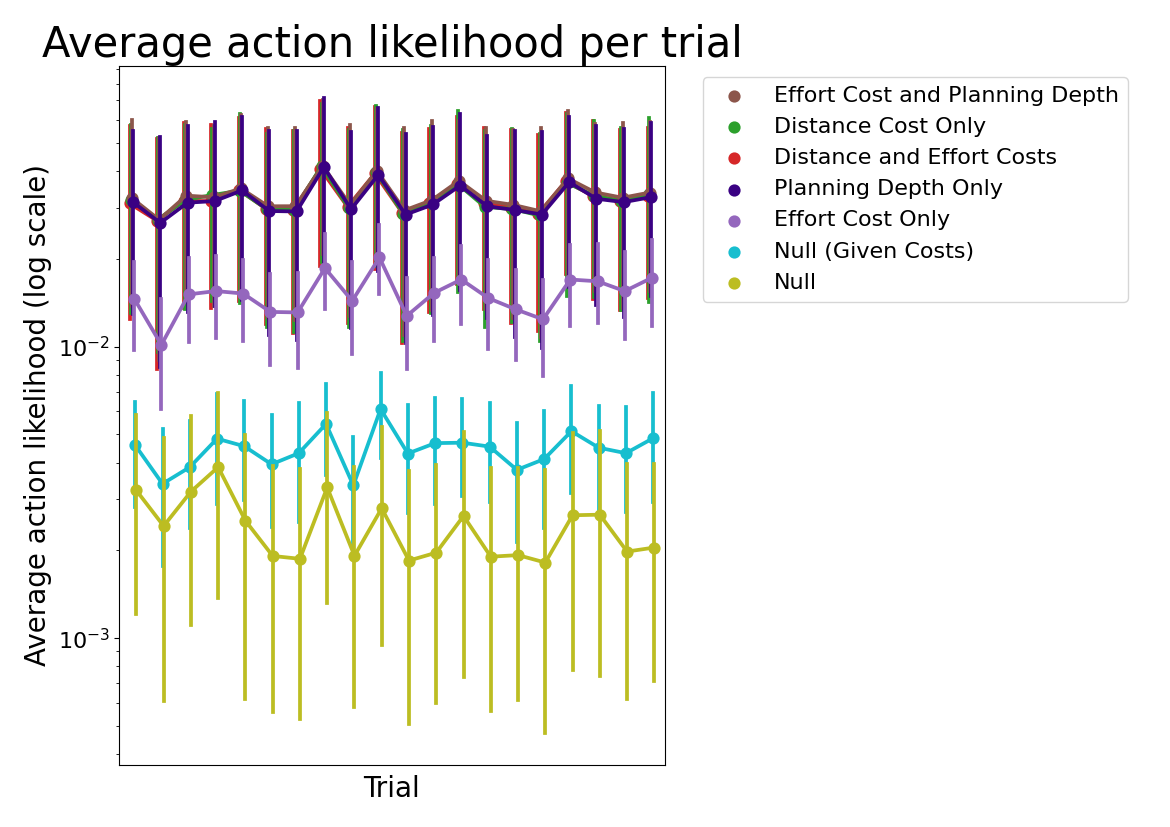 Average action likelihood per trial
Average action likelihood (log scale)
10⁻²
10⁻³
Trial
Effort Cost and Planning Depth
Distance Cost Only
Distance and Effort Costs
Planning Depth Only
Effort Cost Only
Null (Given Costs)
Null